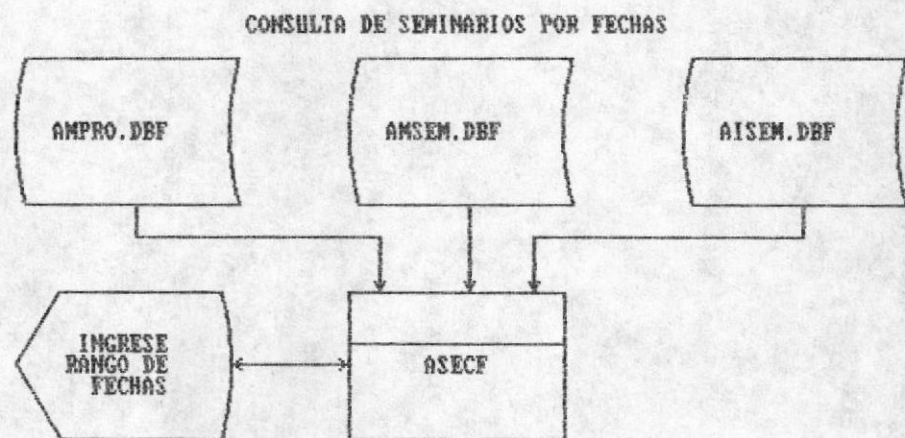 CONSULTA DE SEMINARIOS POR FECHAS
AMPRO.DBF
AMSEM.DBF
AISEM.DBF
INGRESE
RANGO DE
FECHAS
ASECF